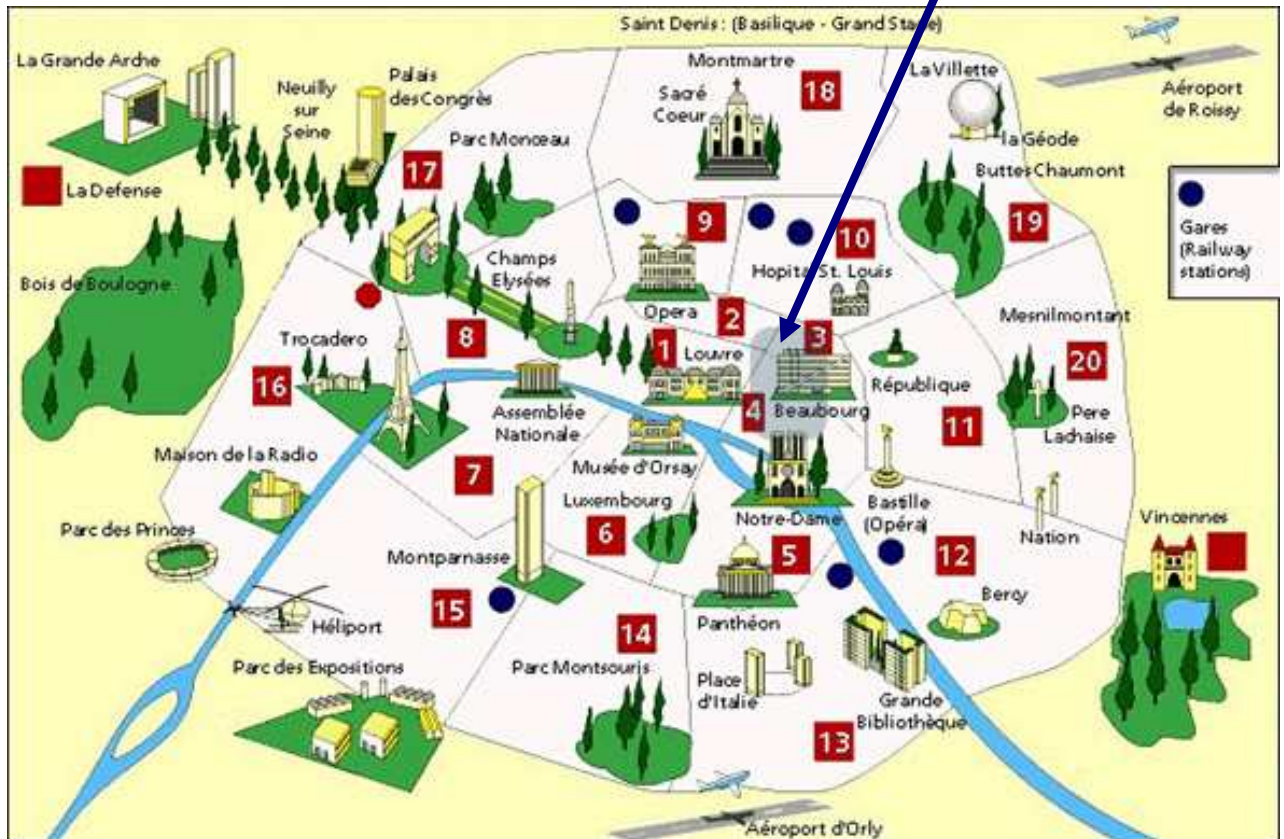 Saint Denis : (Basilique - Grand Stade)
La Grande Arche
Neuilly
sur
Seine
Palais
des Congrès
Montmartre
18
Sacré
Coeur
La Villette
la Géode
Aéroport
de Roissy
La Defense
17
Parc Monceau
Buttes Chaumont
19
Gares
(Railway
stations)
9
10
Hopital St. Louis
Champs
Elysées
Opera
2
Bois de Boulogne
Trocadero
8
1
Louvre
3
Mesnilmontant
20
16
Assemblée
Nationale
4
Beaubourg
République
11
Pere
Lachaise
Maison de la Radio
7
Musée d'Orsay
Luxembourg
6
Notre-Dame
Bastille
(Opéra)
Nation
Vincennes
Parc des Princes
Montparnasse
5
12
Bercy
15
Héliport
14
Panthéon
Parc des Expositions
Parc Montsouris
Place
d'Italie
Grande
Bibliothèque
13
Aéroport d'Orly